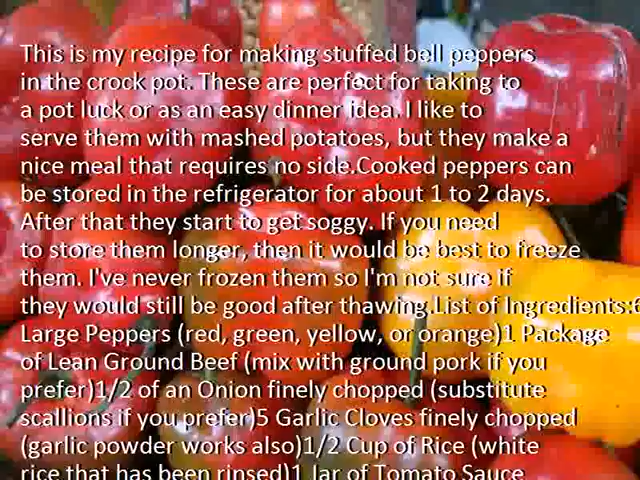 This is my recipe for making stuffed bell peppers
in the crock pot. These are perfect for taking to
a pot luck or as an easy dinner idea. I like to
serve them with mashed potatoes, but they make a
nice meal that requires no side.Cooked peppers can
be stored in the refrigerator for about 1 to 2 days.
After that they start to get soggy. If you need
to store them longer, then it would be best to freeze
them. I've never frozen them so I'm not sure if
they would still be good after thawing.List of Ingredients:6
Large Peppers (red, green, yellow, or orange)1 Package
of Lean Ground Beef (mix with ground pork if you
prefer)1/2 of an Onion finely chopped (substitute
scallions if you prefer)5 Garlic Cloves finely chopped
(garlic powder works also)1/2 Cup of Rice (white
rice that has been rinsed)1 Jar of Tomato Sauce